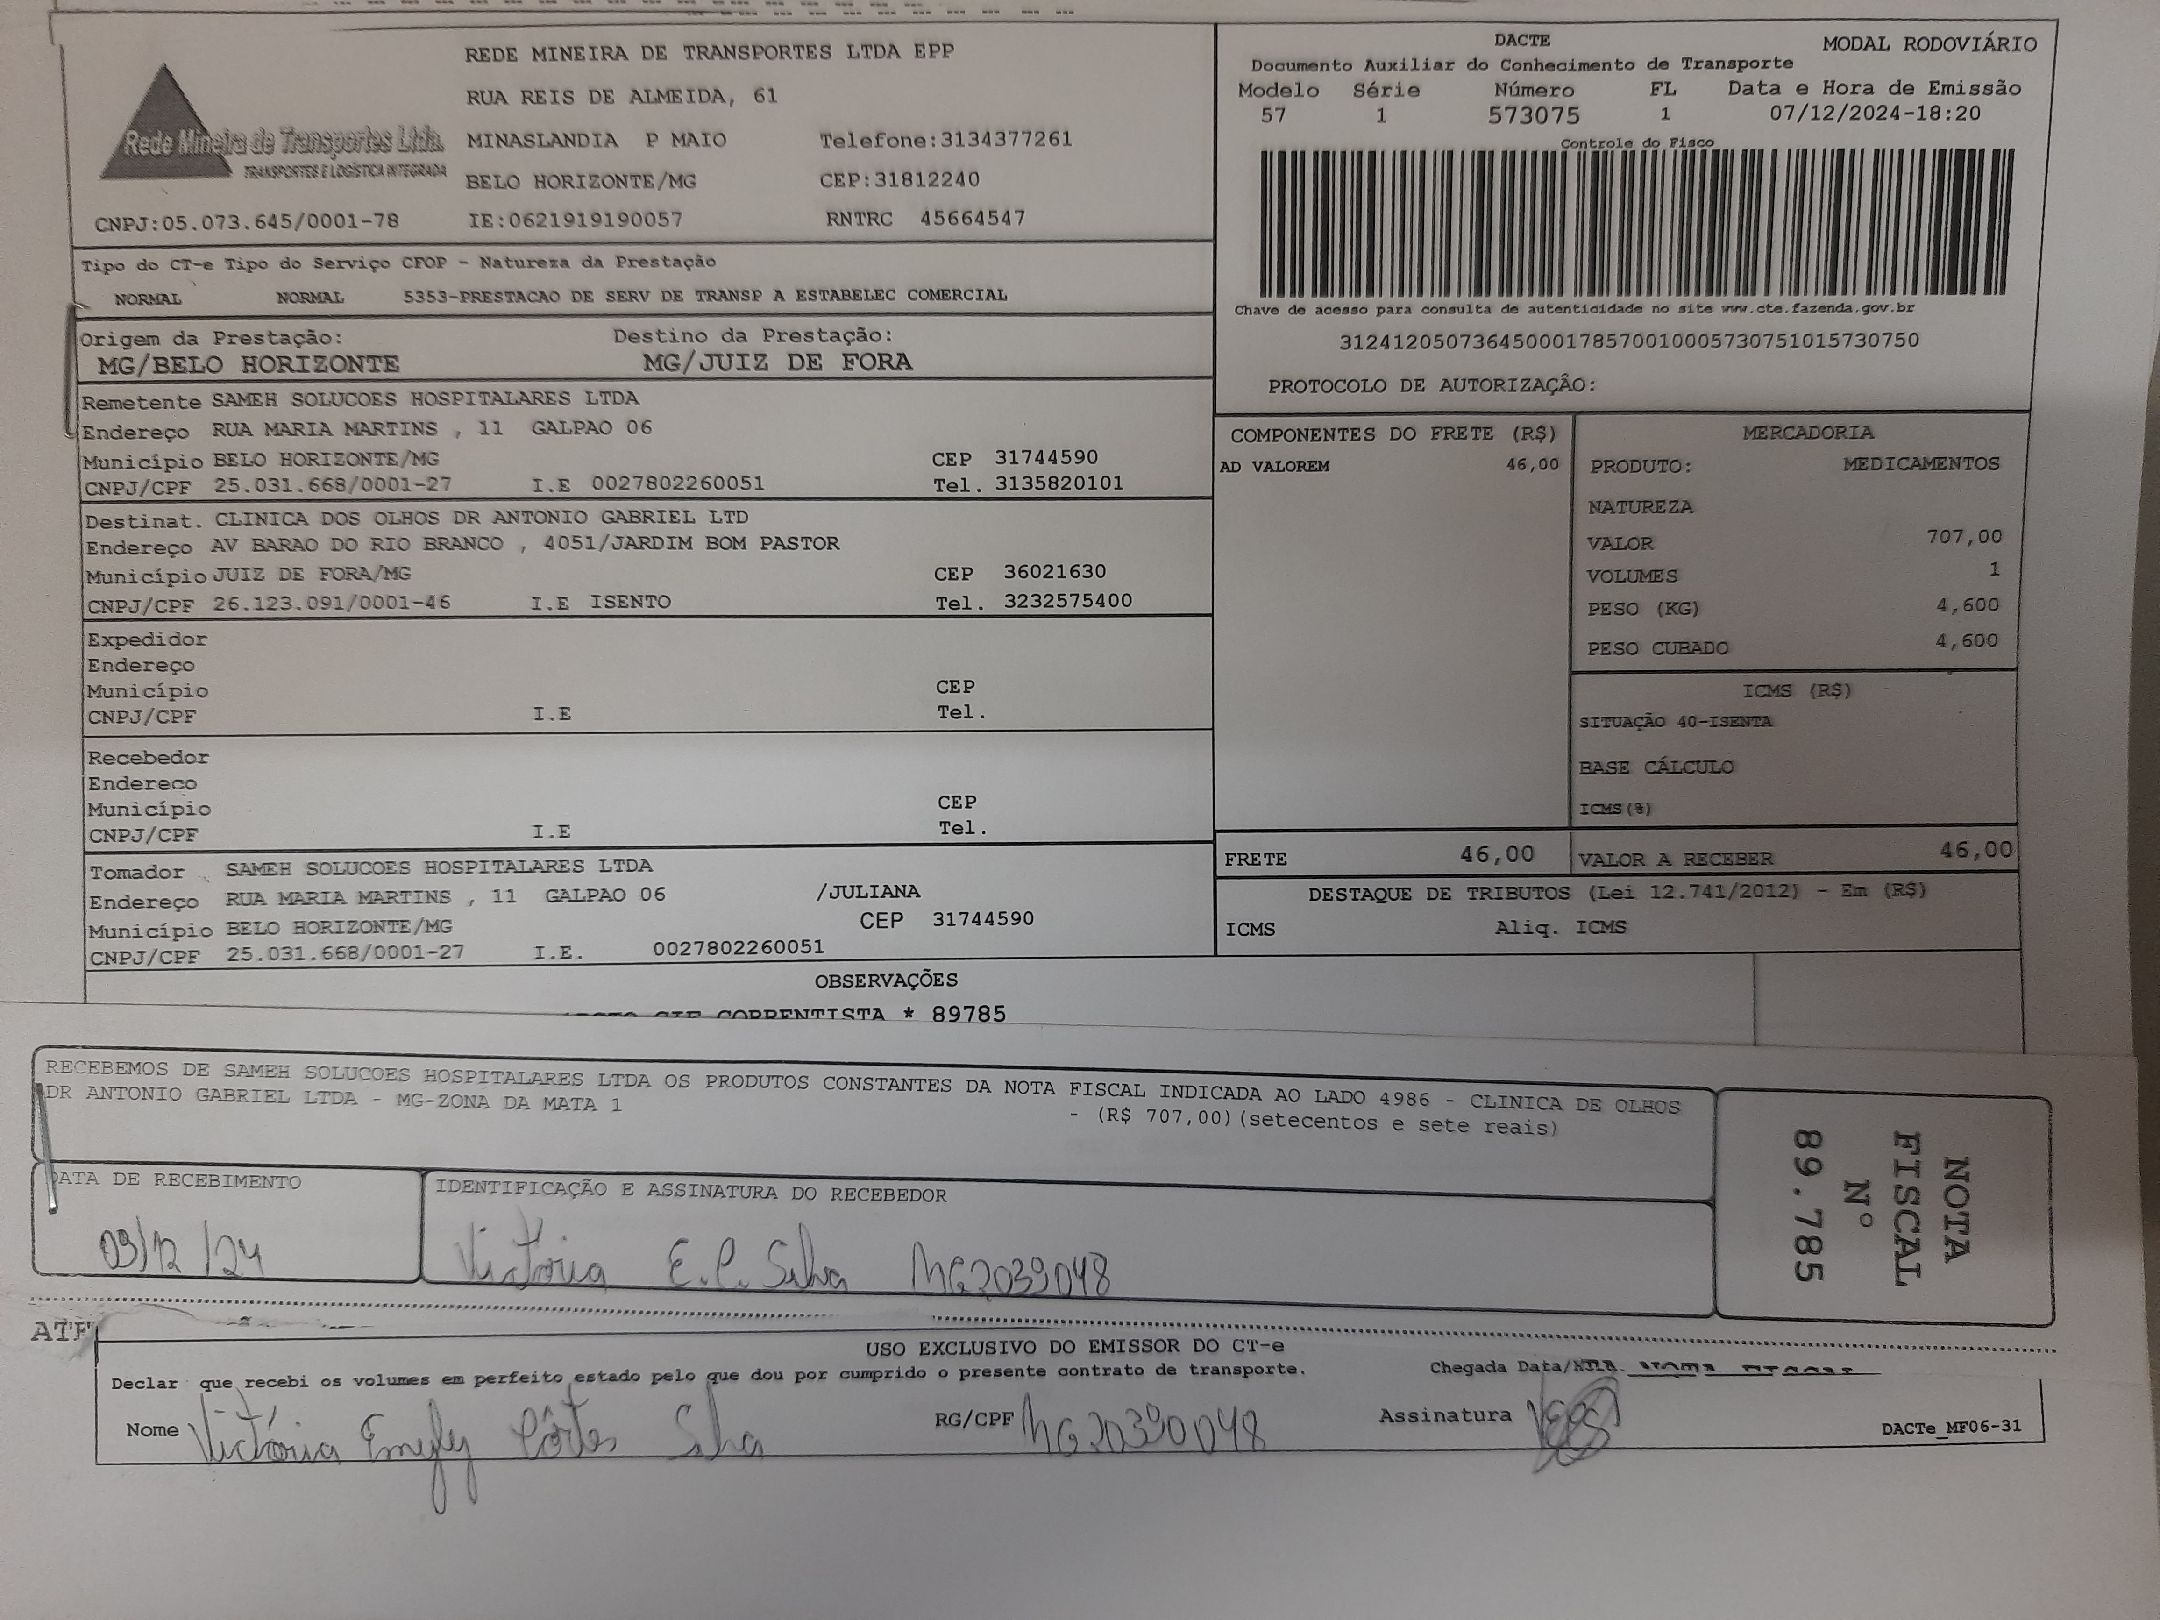 REDE MINEIRA DE TRANSPORTES LTDA EPP
RUA REIS DE ALMEIDA, 61
Rede Mineira de Transportes Ltda.
TRANSPORTES E LOGÍSTICA INTEGRADA
MINASLANDIA P MAIO Telefone:3134377261
BELO HORIZONTE/MG CEP:31812240
CNPJ:05.073.645/0001-78 IE:0621919190057 RNTRC 45664547
DACTE MODAL RODOVIÁRIO
Documento Auxiliar do Conhecimento de Transporte
Modelo Série Número FL Data e Hora de Emissão
57 1 573075 1 07/12/2024-18:20
Controle do Fisco
Chave de acesso para consulta de autenticidade no site www.cte.fazenda.gov.br
31241205073645000178570010005730751015730750
PROTOCOLO DE AUTORIZAÇÃO:
Tipo do CT-e Tipo do Serviço CFOP - Natureza da Prestação
NORMAL NORMAL 5353-PRESTACAO DE SERV DE TRANSP A ESTABELEC COMERCIAL
Origem da Prestação: Destino da Prestação:
MG/BELO HORIZONTE MG/JUIZ DE FORA
Remetente SAMEH SOLUCOES HOSPITALARES LTDA
Endereço RUA MARIA MARTINS , 11 GALPAO 06
Município BELO HORIZONTE/MG CEP 31744590
CNPJ/CPF 25.031.668/0001-27 I.E 0027802260051 Tel. 3135820101
Destinat. CLINICA DOS OLHOS DR ANTONIO GABRIEL LTD
Endereço AV BARAO DO RIO BRANCO , 4051/JARDIM BOM PASTOR
Município JUIZ DE FORA/MG CEP 36021630
CNPJ/CPF 26.123.091/0001-46 I.E ISENTO Tel. 3232575400
Expedidor
Endereço
Município CEP
CNPJ/CPF I.E Tel.
Recebedor
Endereco
Município CEP
CNPJ/CPF I.E Tel.
Tomador SAMEH SOLUCOES HOSPITALARES LTDA
Endereço RUA MARIA MARTINS , 11 GALPAO 06 /JULIANA
Município BELO HORIZONTE/MG CEP 31744590
CNPJ/CPF 25.031.668/0001-27 I.E. 0027802260051
COMPONENTES DO FRETE (R$)
AD VALOREM 46,00
MERCADORIA
PRODUTO: MEDICAMENTOS
NATUREZA
VALOR 707,00
VOLUMES 1
PESO (KG) 4,600
PESO CUBADO 4,600
ICMS (R$)
SITUAÇÃO 40-ISENTA
BASE CÁLCULO
ICMS(%)
FRETE 46,00 VALOR A RECEBER 46,00
DESTAQUE DE TRIBUTOS (Lei 12.741/2012) - Em (R$)
ICMS Aliq. ICMS
OBSERVAÇÕES
CORRENTISTA * 89785
RECEBEMOS DE SAMEH SOLUCOES HOSPITALARES LTDA OS PRODUTOS CONSTANTES DA NOTA FISCAL INDICADA AO LADO 4986 - CLINICA DE OLHOS
DR ANTONIO GABRIEL LTDA - MG-ZONA DA MATA 1 - (R$ 707,00)(setecentos e sete reais)
DATA DE RECEBIMENTO IDENTIFICAÇÃO E ASSINATURA DO RECEBEDOR
09/12/24 Victória E.C. Silva MG2039048
NOTA
FISCAL
Nº
89.785
USO EXCLUSIVO DO EMISSOR DO CT-e
Declar que recebi os volumes em perfeito estado pelo que dou por cumprido o presente contrato de transporte. Chegada Data/
Nome Victória Côrtes Silva RG/CPF MG20390048 Assinatura
DACTe_MF06-31